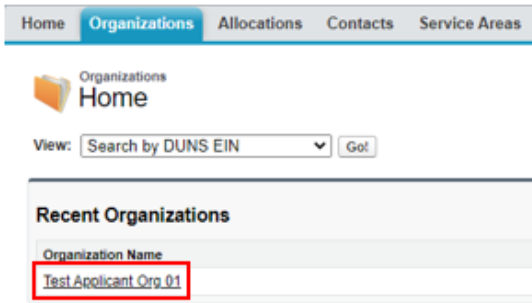 Home Organizations Allocations Contacts Service Areas
Organizations
Home
View: Search by DUNS EIN Go!
Recent Organizations
Organization Name
Test Applicant Org 01